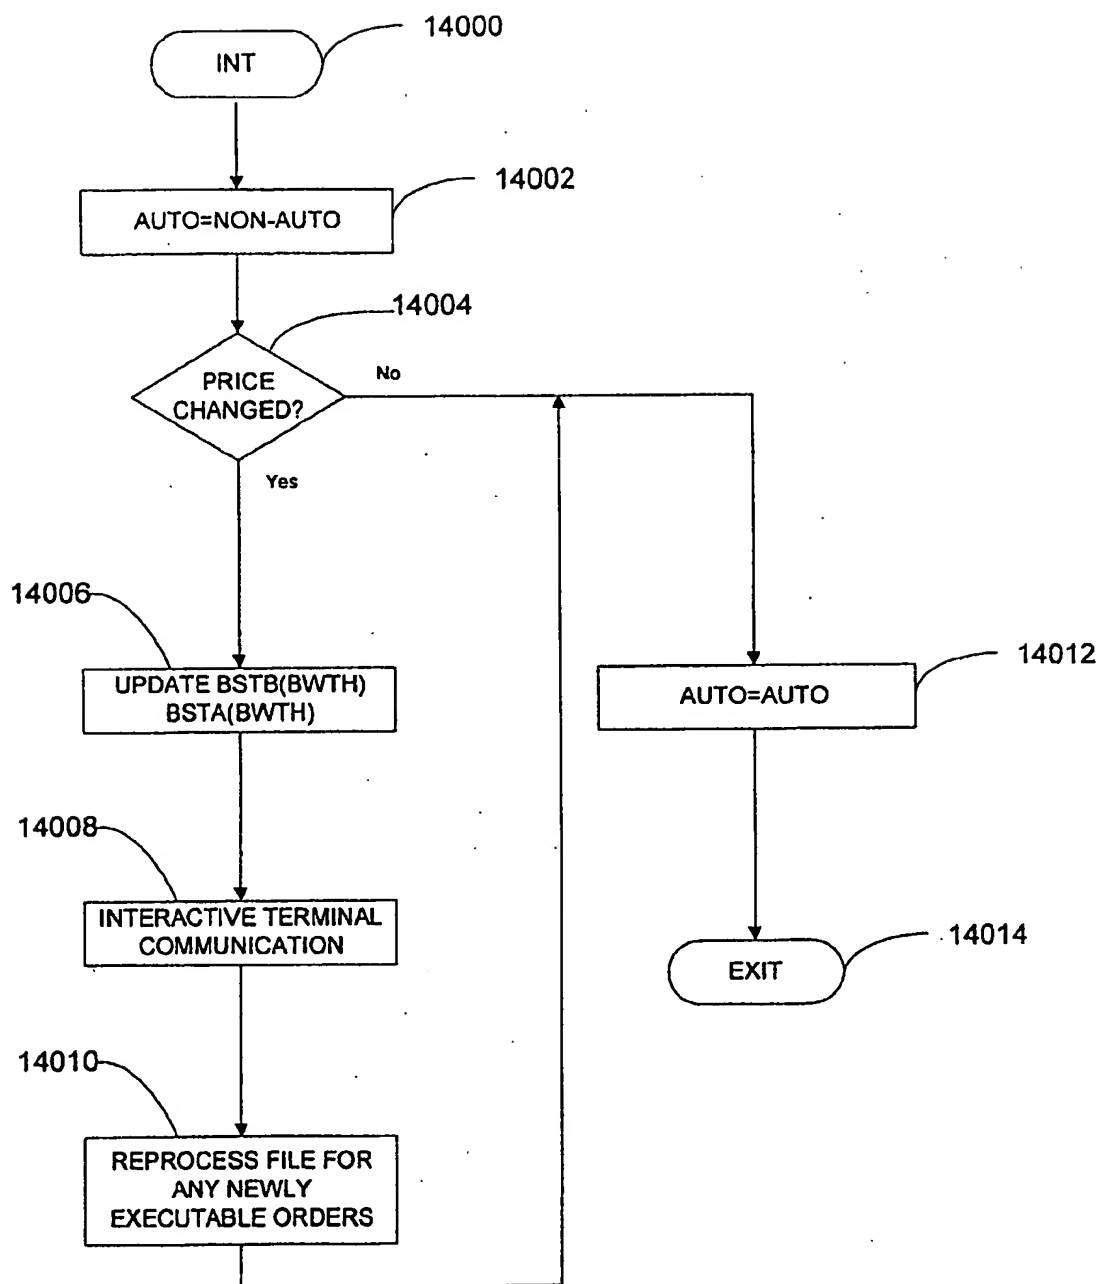 14000
INT
14002
AUTO=NON-AUTO
14004
PRICE
CHANGED?
No
Yes
14006
UPDATE BSTB(BWTH)
BSTA(BWTH)
14012
AUTO=AUTO
14008
INTERACTIVE TERMINAL
COMMUNICATION
14014
EXIT
14010
REPROCESS FILE FOR
ANY NEWLY
EXECUTABLE ORDERS